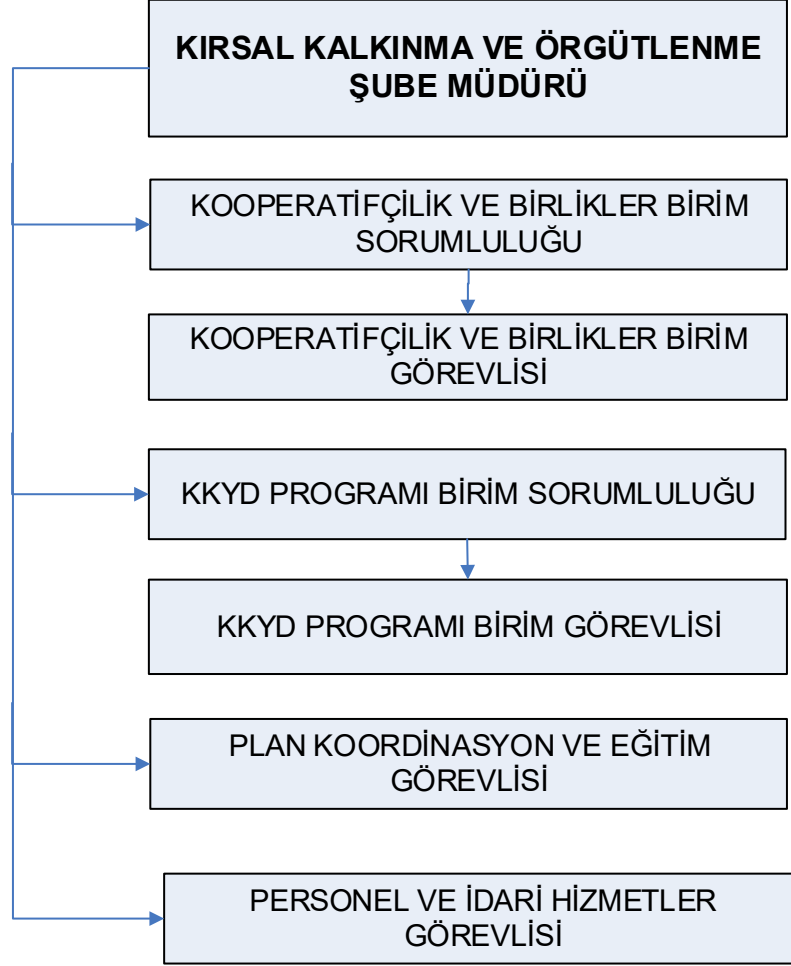 KIRSAL KALKINMA VE ÖRGÜTLENME
ŞUBE MÜDÜRÜ
KOOPERATİFÇİLİK VE BİRLİKLER BİRİM
SORUMLULUĞU
KOOPERATİFÇİLİK VE BİRLİKLER BİRİM
GÖREVLİSİ
KKYD PROGRAMI BİRİM SORUMLULUĞU
KKYD PROGRAMI BİRİM GÖREVLİSİ
PLAN KOORDİNASYON VE EĞİTİM
GÖREVLİSİ
PERSONEL VE İDARİ HİZMETLER
GÖREVLİSİ